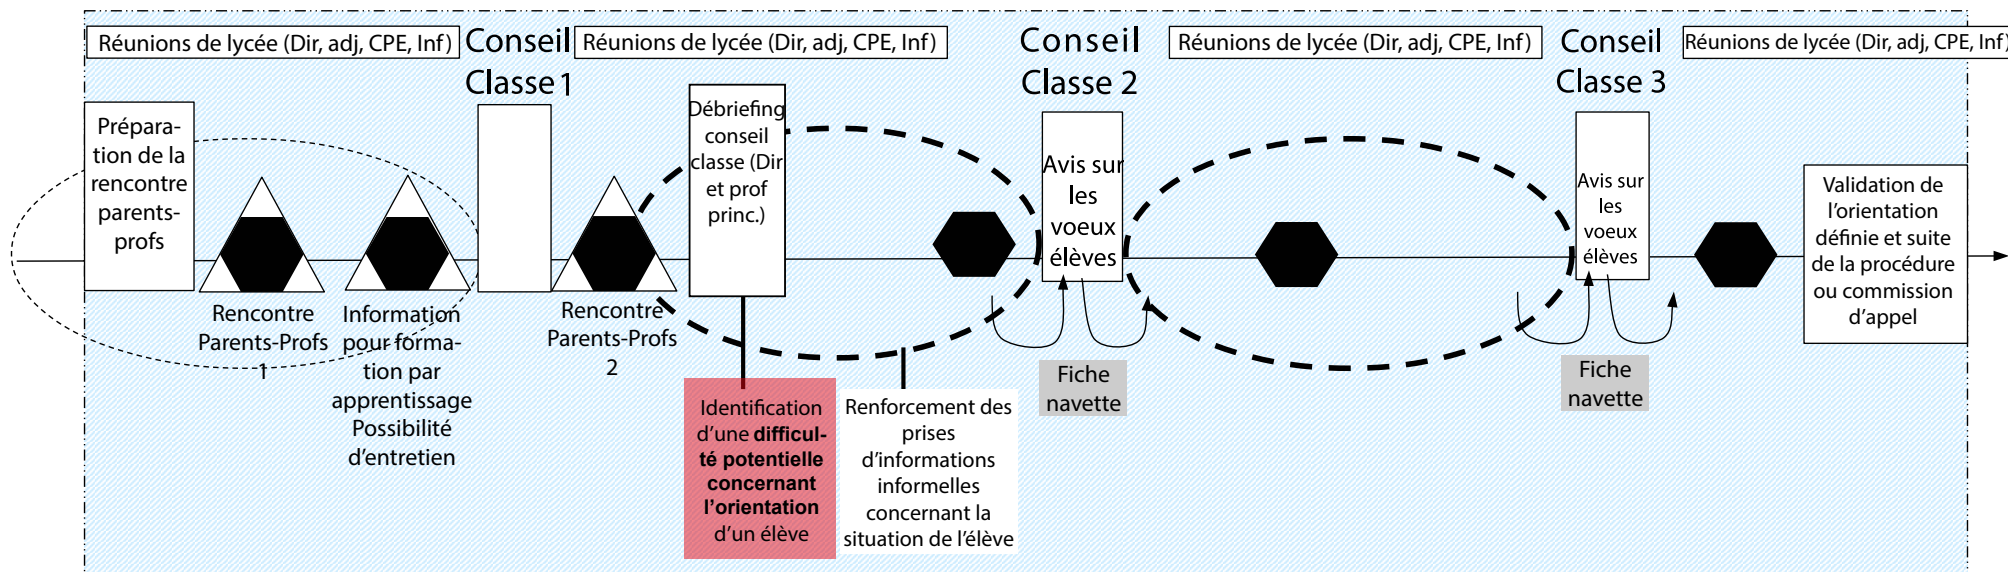 Réunions de lycée (Dir, adj, CPE, Inf)
Conseil
Classe 1
Réunions de lycée (Dir, adj, CPE, Inf)
Conseil
Classe 2
Réunions de lycée (Dir, adj, CPE, Inf)
Conseil
Classe 3
Réunions de lycée (Dir, adj, CPE, Inf)
Prépara-
tion de la
rencontre
parents-
profs
Rencontre
Parents-Profs
1
Information
pour forma-
tion par
apprentissage
Possibilité
d’entretien
Rencontre
Parents-Profs
2
Débriefing
conseil
classe (Dir
et prof
princ.)
Identification
d’une difficul-
té potentielle
concernant
l’orientation
d’un élève
Renforcement des
prises
d’informations
informelles
concernant la
situation de l’élève
Avis sur
les
voeux
élèves
Fiche
navette
Avis sur
les
voeux
élèves
Fiche
navette
Validation de
l’orientation
définie et suite
de la procédure
ou commission
d’appel